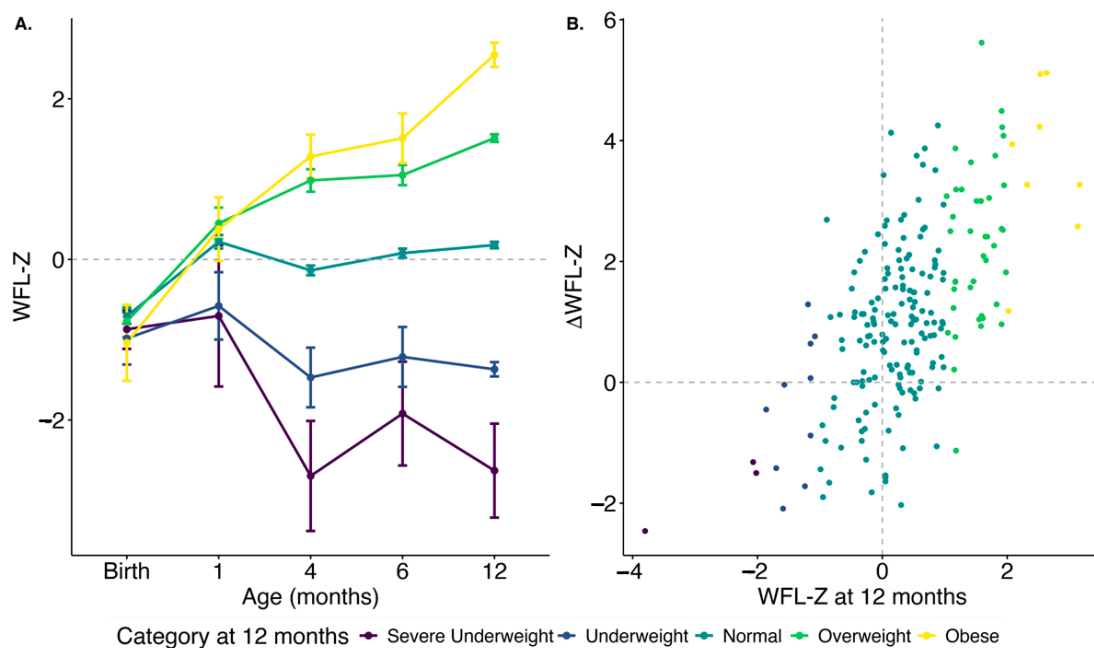 A.
WFL-Z
2
0
−2
Birth
1
4
6
12
Age (months)
B.
ΔWFL-Z
6
4
2
0
−2
−4
−2
0
2
WFL-Z at 12 months
Category at 12 months Severe Underweight Underweight Normal Overweight Obese